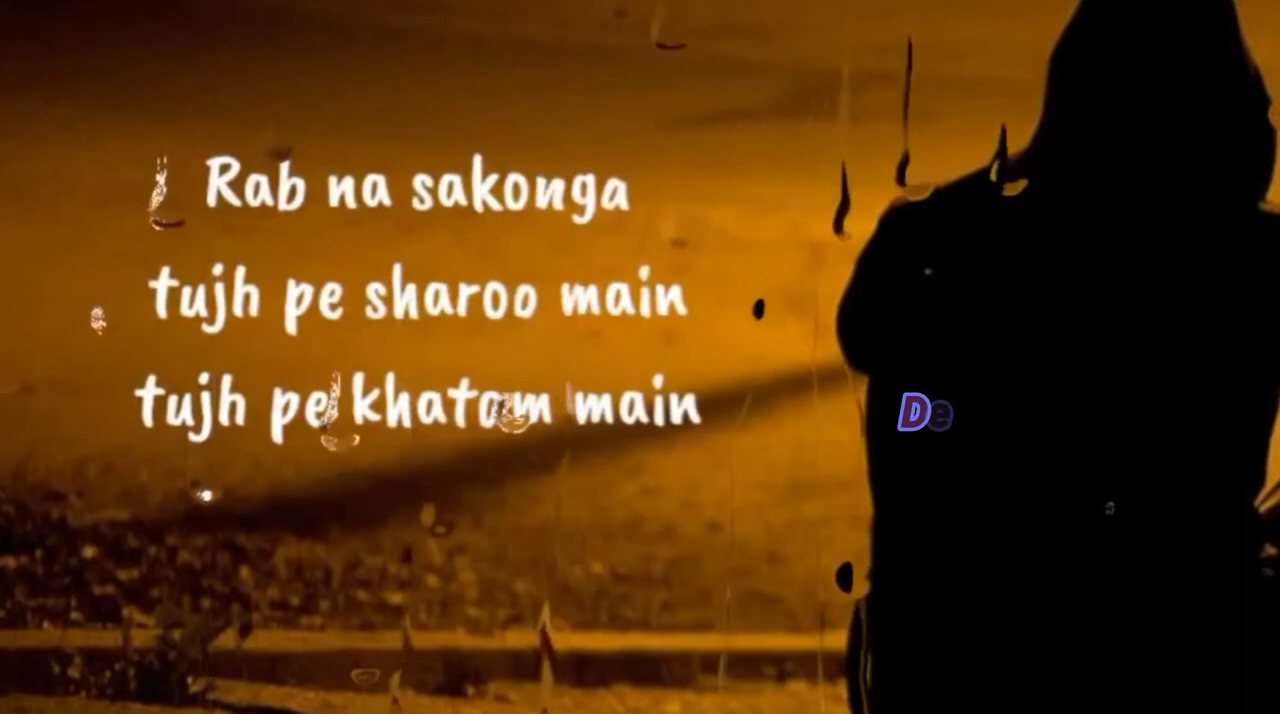 Rab na sakonga
tujh pe sharoo main
tujh pe khatam main
De